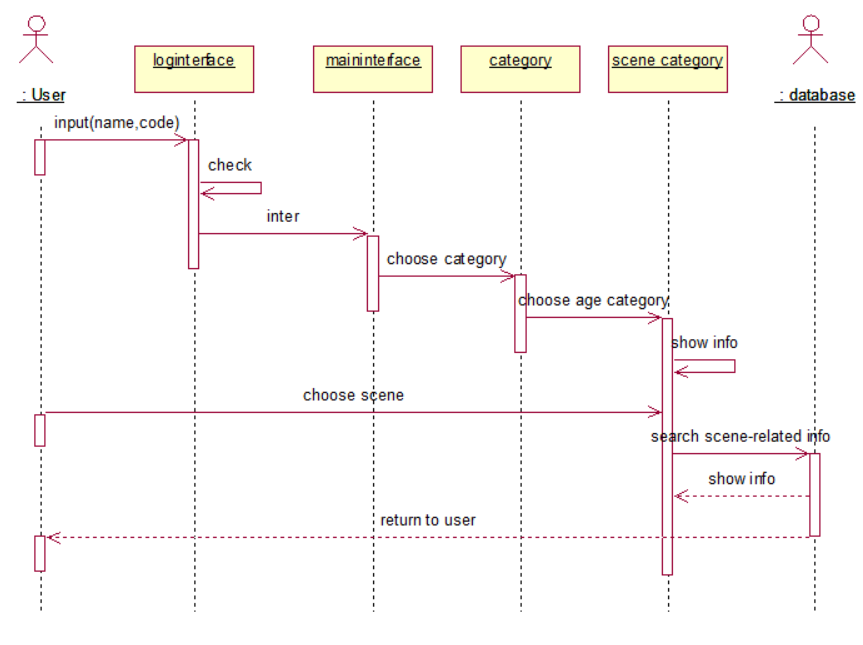 loginterface
maininterface
category
scene category
: User
: database
input(name,code)
check
inter
choose category
choose age category
show info
choose scene
search scene-related info
show info
return to user